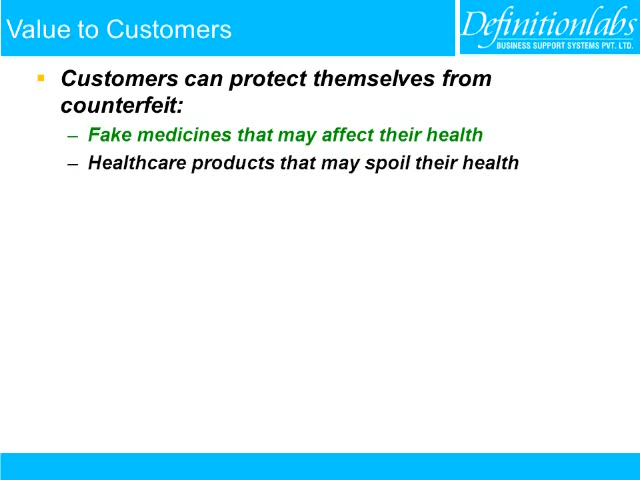 Value to Customers
Definitionlabs
BUSINESS SUPPORT SYSTEMS PVT. LTD.
Customers can protect themselves from
counterfeit:
– Fake medicines that may affect their health
– Healthcare products that may spoil their health